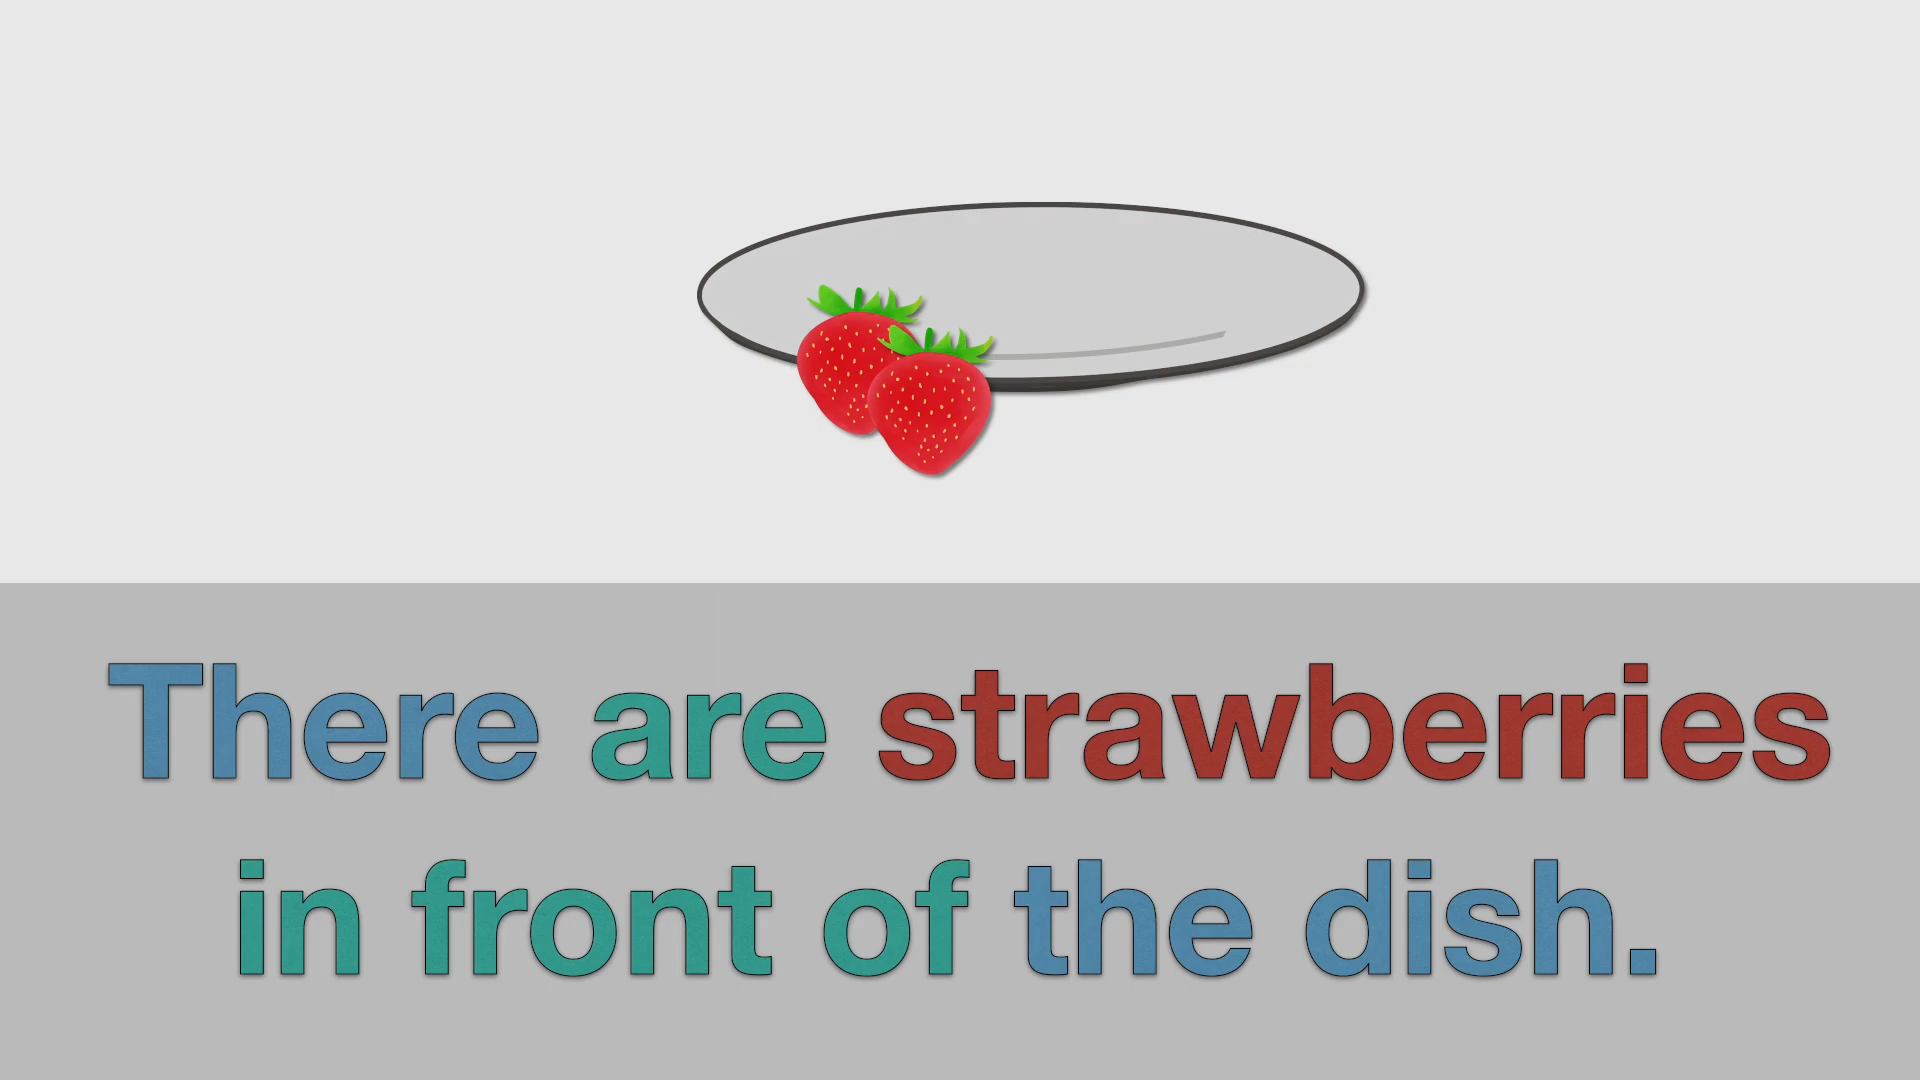 There are strawberries
in front of the dish.